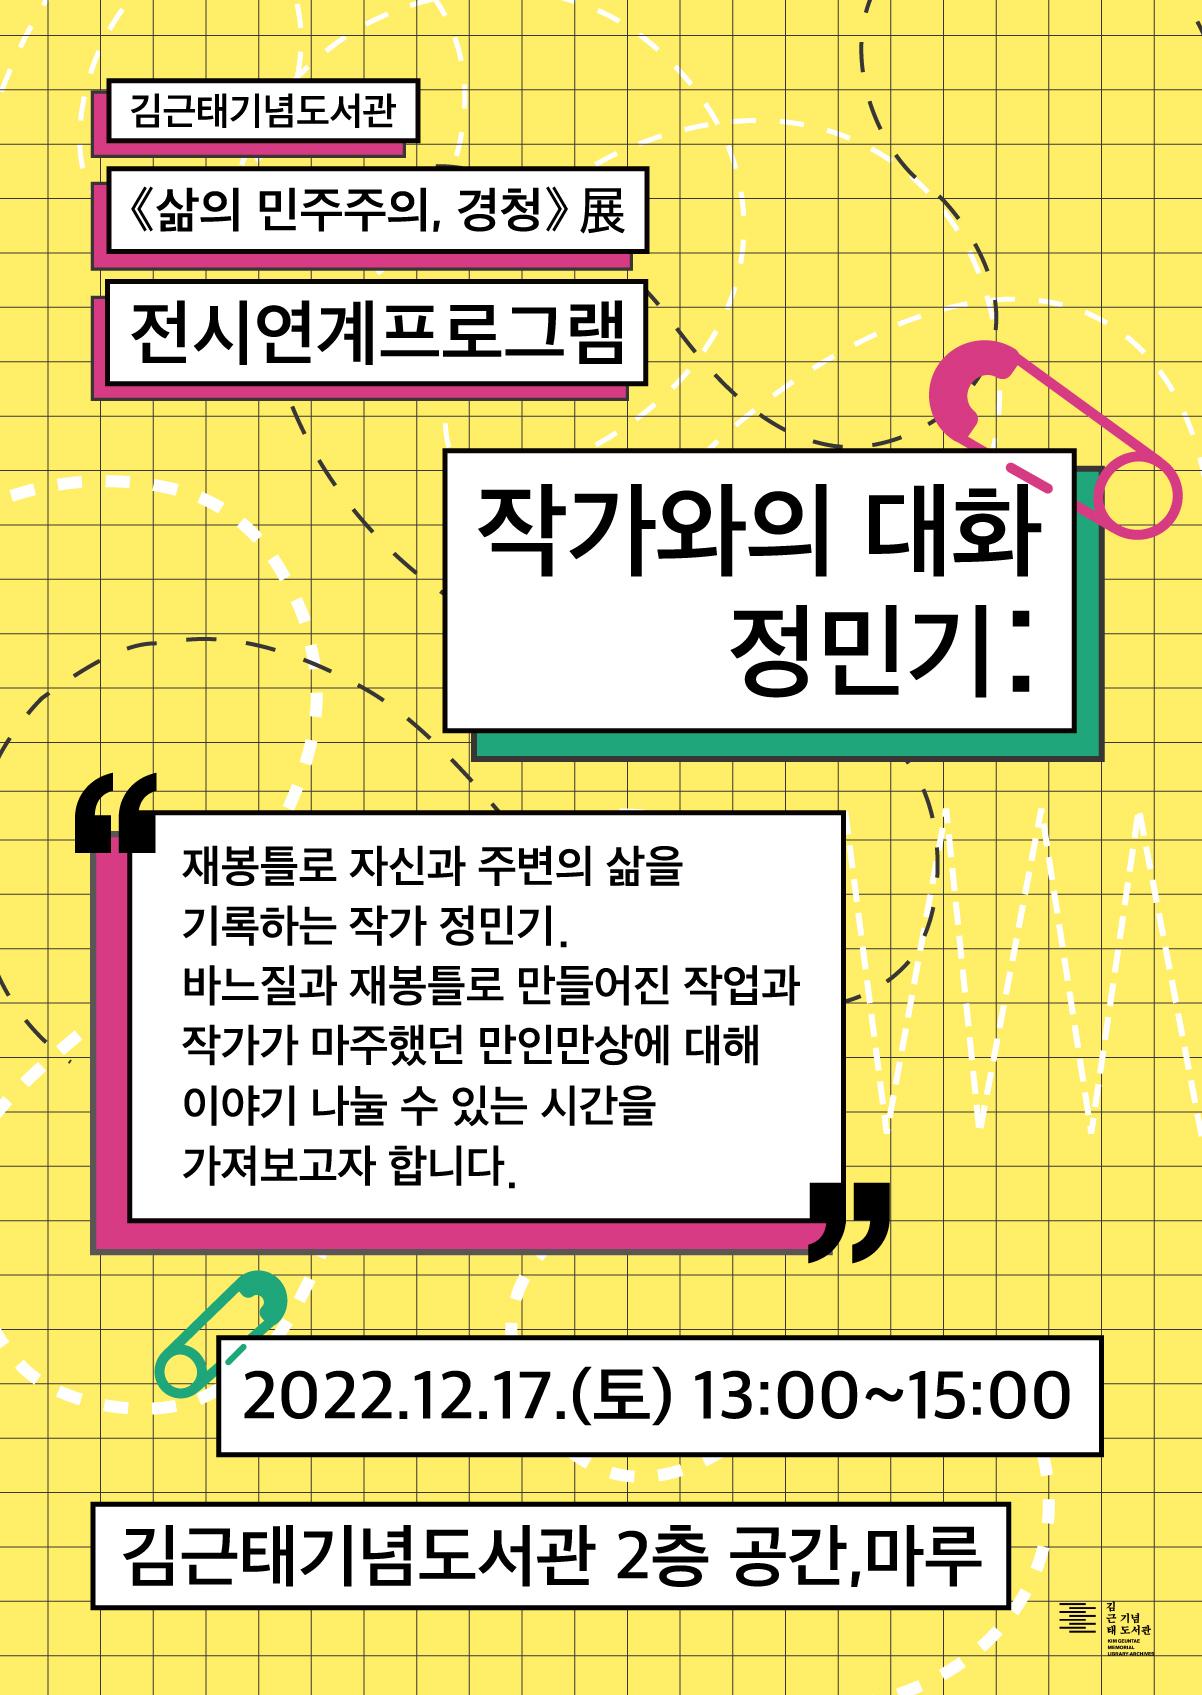 김근태기념도서관
《삶의 민주주의, 경청》展
전시연계프로그램
작가와의 대화
정민기:
“
재봉틀로 자신과 주변의 삶을
기록하는 작가 정민기.
바느질과 재봉틀로 만들어진 작업과
작가가 마주했던 만인만상에 대해
이야기 나눌 수 있는 시간을
가져보고자 합니다.
”
2022.12.17.(토) 13:00~15:00
김근태기념도서관 2층 공간,마루
김
근 기념
태 도서관
KIM GEUNTAE
MEMORIAL
LIBRARY·ARCHIVES